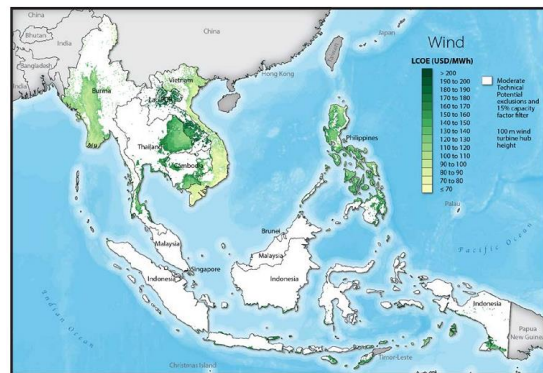 China
China
Bhutan
India
Bangladesh
India
Burma
Vietnam
Hong Kong
Japan
Thailand
Cambodia
Philippines
Palau
Brunei
Malaysia
Malaysia
Singapore
Indonesia
Indonesia
Indonesia
Papua
New Guinea
Timor-Leste
Christmas Island
Indian Ocean
Pacific Ocean
Wind
LCOE (USD/MWh)
> 200
190 to 200
180 to 190
170 to 180
160 to 170
150 to 160
140 to 150
130 to 140
120 to 130
110 to 120
100 to 110
90 to 100
80 to 90
70 to 80
≤ 70
Moderate
Technical
Potential
exclusions and
15% capacity
factor filter
100 m wind
turbine hub
height